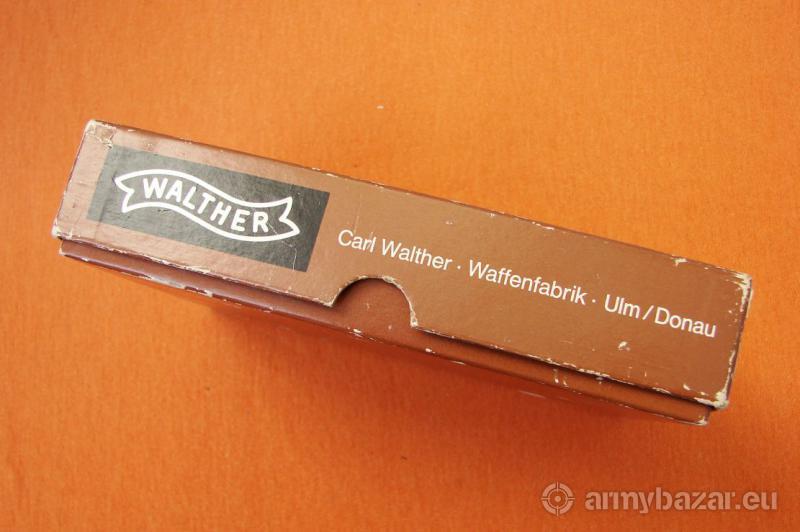 WALTHER
Carl Walther · Waffenfabrik · Ulm / Donau
armybazar.eu